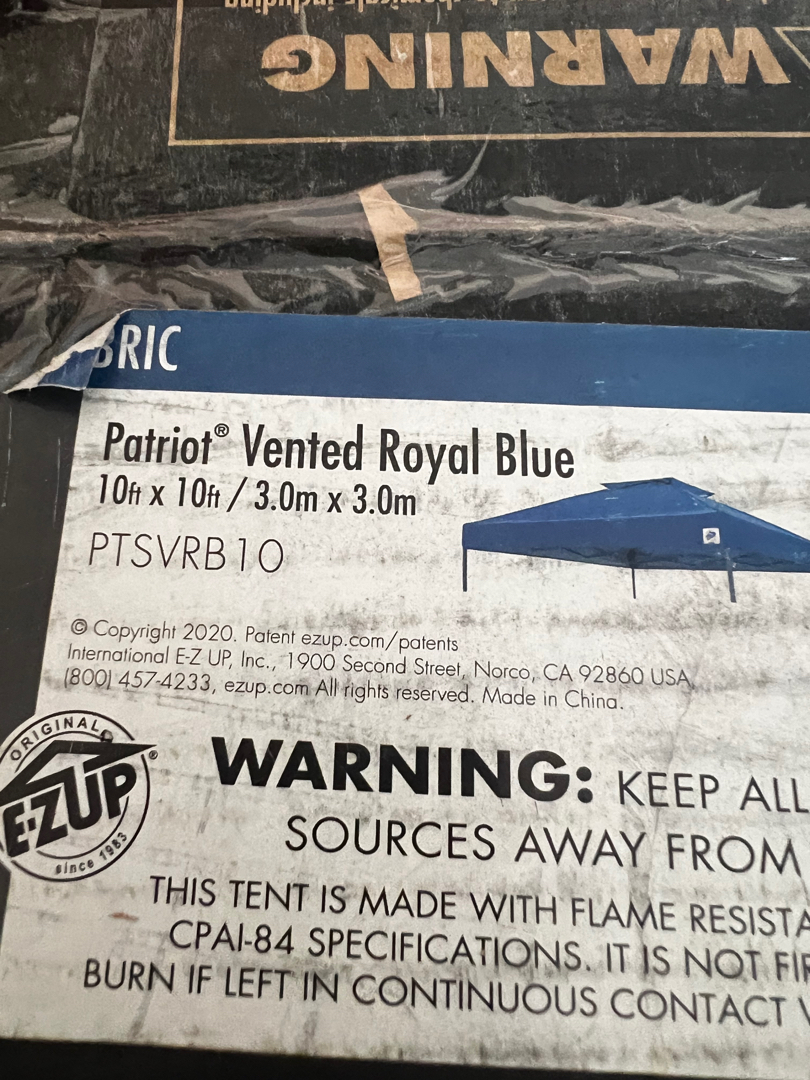 WARNING
BRIC
Patriot® Vented Royal Blue
10ft x 10ft / 3.0m x 3.0m
PTSVRB10
© Copyright 2020. Patent ezup.com/patents
International E-Z UP, Inc., 1900 Second Street, Norco, CA 92860 USA
(800) 457-4233, ezup.com All rights reserved. Made in China.
ORIGINAL
E-Z UP®
since 1983
WARNING: KEEP ALL
SOURCES AWAY FROM
THIS TENT IS MADE WITH FLAME RESISTA
CPAI-84 SPECIFICATIONS. IT IS NOT FI
BURN IF LEFT IN CONTINUOUS CONTACT